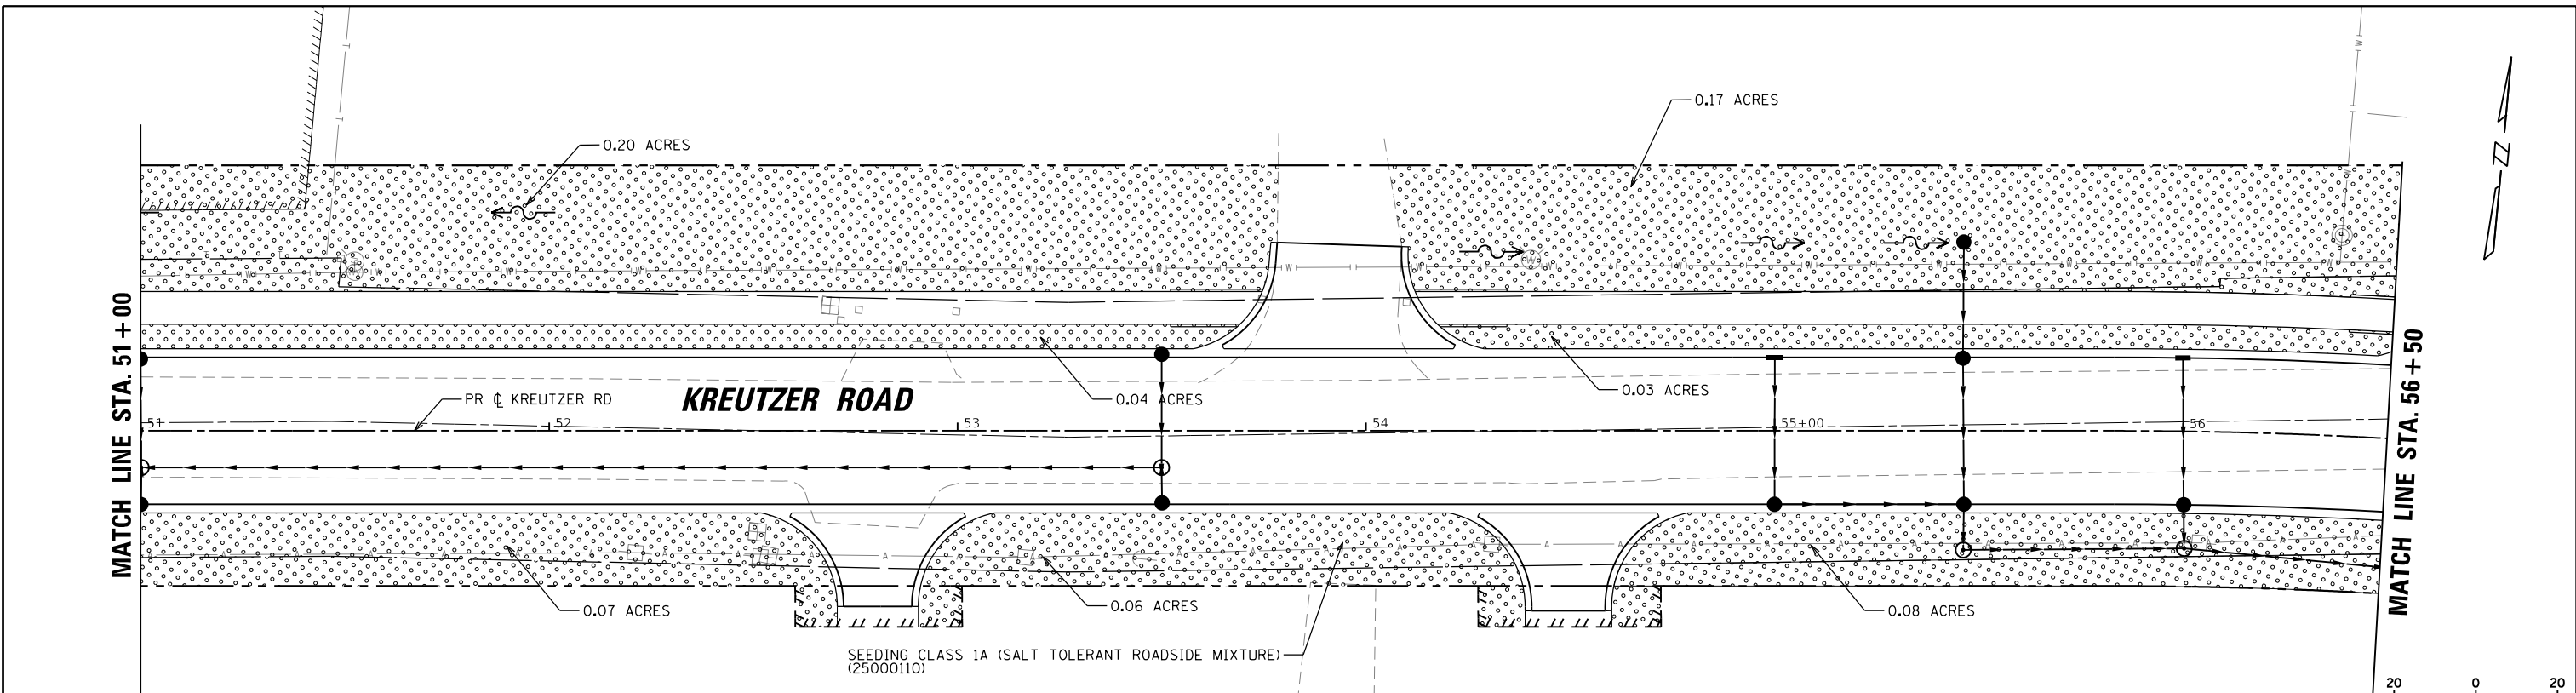 0.17 ACRES
0.20 ACRES
N
MATCH LINE STA. 51+00
MATCH LINE STA. 56+50
0.03 ACRES
0.04 ACRES
PR ℄ KREUTZER RD
KREUTZER ROAD
51
52
53
54
55+00
56
0.07 ACRES
0.06 ACRES
0.08 ACRES
SEEDING CLASS 1A (SALT TOLERANT ROADSIDE MIXTURE)
(25000110)
20 0 20